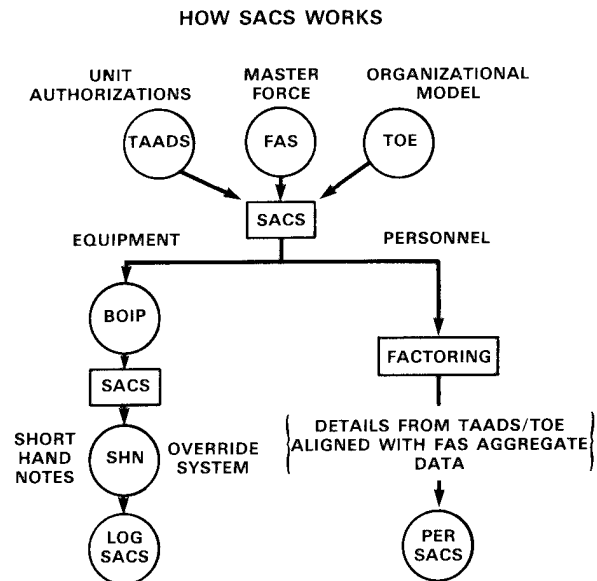 HOW SACS WORKS
UNIT
AUTHORIZATIONS
MASTER
FORCE
ORGANIZATIONAL
MODEL
TAADS
FAS
TOE
SACS
EQUIPMENT
PERSONNEL
BOIP
FACTORING
SACS
SHORT
HAND
NOTES
SHN
OVERRIDE
SYSTEM
DETAILS FROM TAADS/TOE
ALIGNED WITH FAS AGGREGATE
DATA
LOG
SACS
PER
SACS